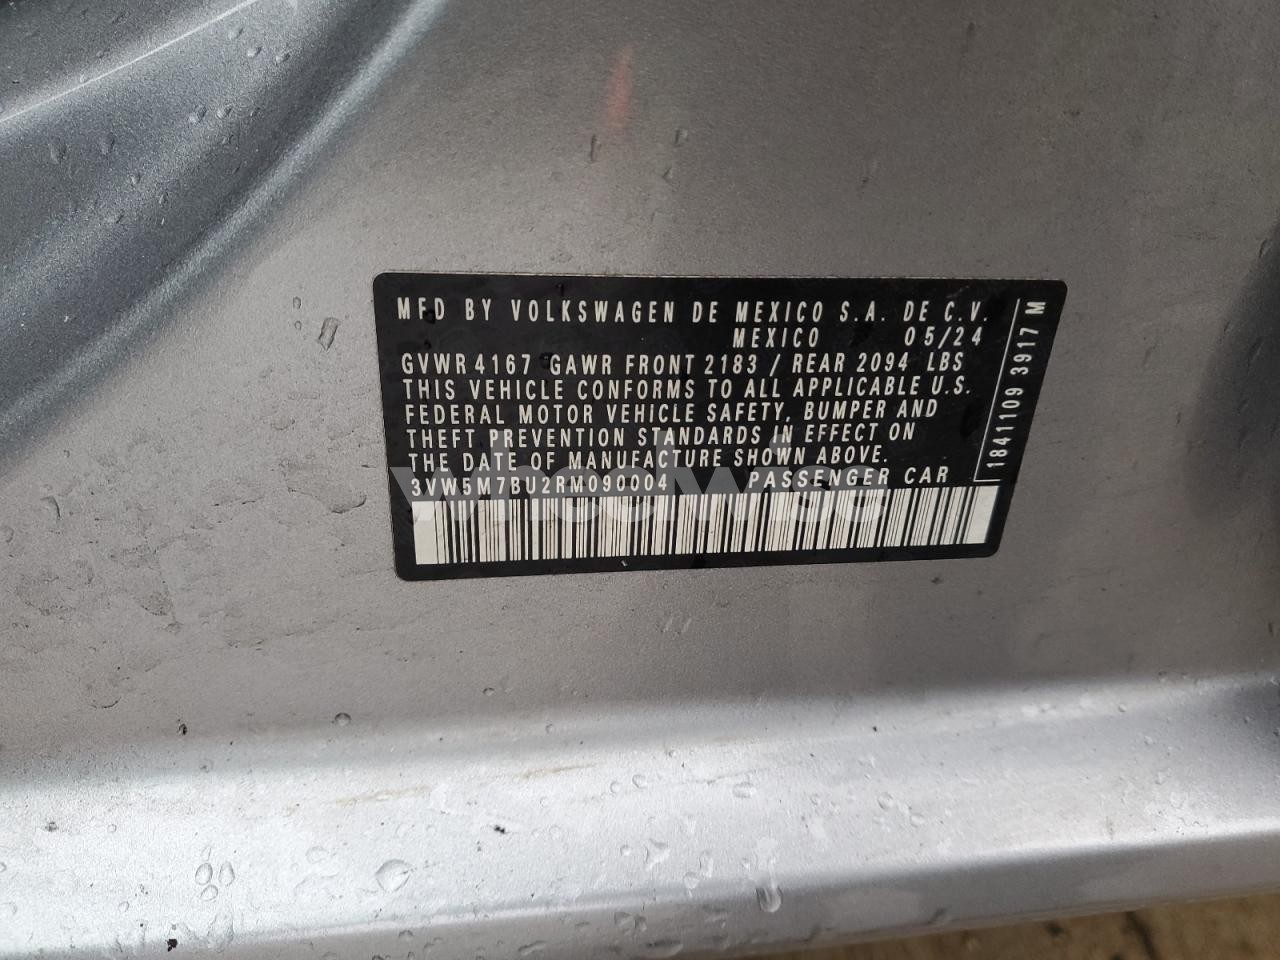 MFD BY VOLKSWAGEN DE MEXICO S.A. DE C.V.
MEXICO 05/24
GVWR 4167 GAWR FRONT 2183 / REAR 2094 LBS
THIS VEHICLE CONFORMS TO ALL APPLICABLE U.S.
FEDERAL MOTOR VEHICLE SAFETY, BUMPER AND
THEFT PREVENTION STANDARDS IN EFFECT ON
THE DATE OF MANUFACTURE SHOWN ABOVE.
3VW5M7BU2RM090004 PASSENGER CAR
1841109 3917 M
wheelwise